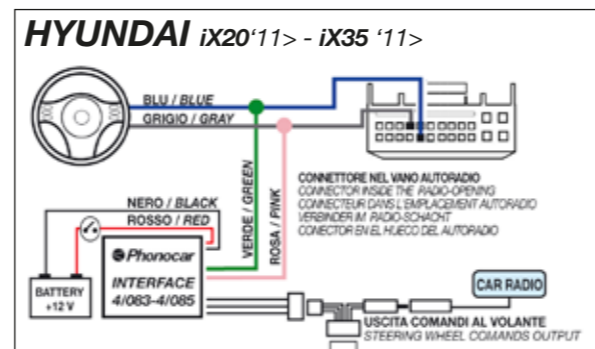 HYUNDAI iX20'11> - iX35 '11>
BLU / BLUE
GRIGIO / GRAY
CONNETTORE NEL VANO AUTORADIO
CONNECTOR INSIDE THE RADIO-OPENING
CONNECTEUR DANS L'EMPLACEMENT AUTORADIO
VERBINDER IM RADIO-SCHACHT
CONECTOR EN EL HUECO DEL AUTORADIO
VERDE / GREEN
ROSA / PINK
NERO / BLACK
ROSSO / RED
Phonocar
INTERFACE
4/083-4/085
BATTERY
+12 V
CAR RADIO
USCITA COMANDI AL VOLANTE
STEERING WHEEL COMANDS OUTPUT